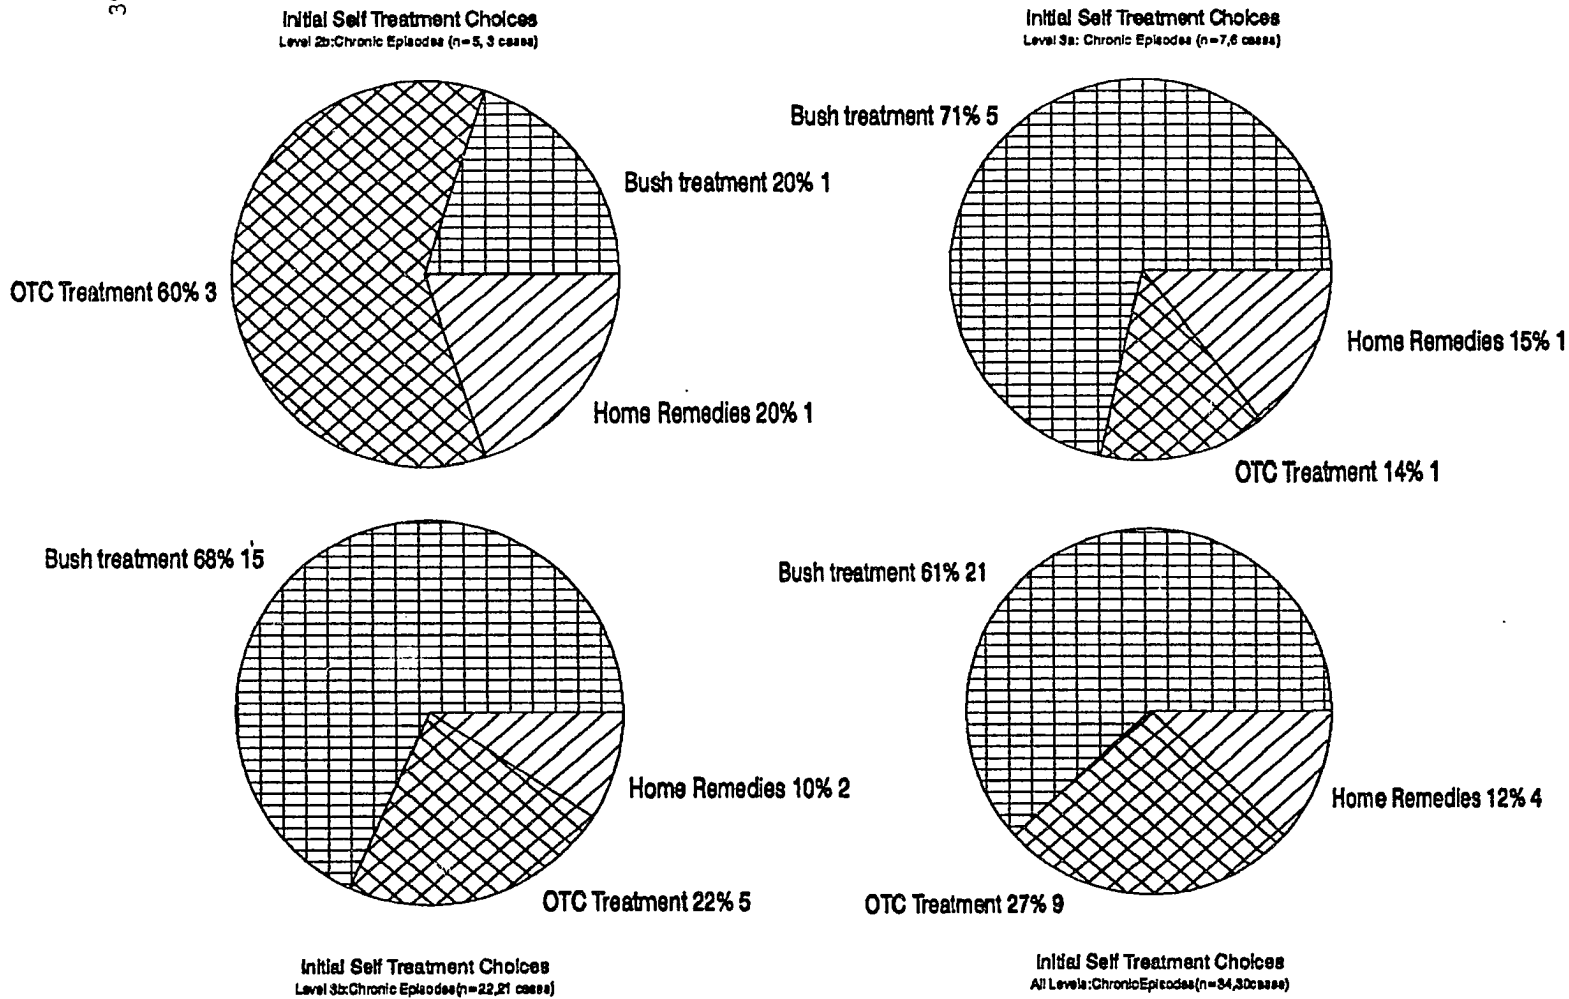 Initial Self Treatment Choices
Level 2b:Chronic Episodes (n=5, 3 cases)
Bush treatment 20% 1
OTC Treatment 60% 3
Home Remedies 20% 1
Initial Self Treatment Choices
Level 3a: Chronic Episodes (n=7,6 cases)
Bush treatment 71% 5
Home Remedies 15% 1
OTC Treatment 14% 1
Bush treatment 68% 15
Home Remedies 10% 2
OTC Treatment 22% 5
Initial Self Treatment Choices
Level 3b:Chronic Episodes(n=22,21 cases)
Bush treatment 61% 21
Home Remedies 12% 4
OTC Treatment 27% 9
Initial Self Treatment Choices
All Levels:ChronicEpisodes(n=34,30cases)